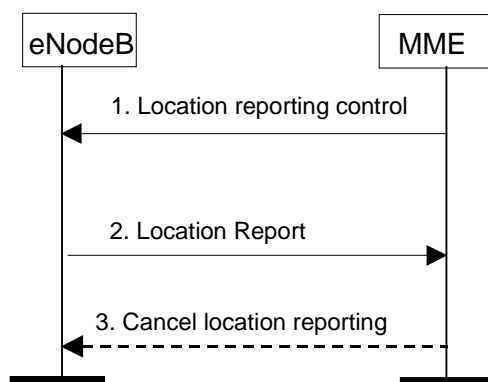 eNodeB
MME
1. Location reporting control
2. Location Report
3. Cancel location reporting